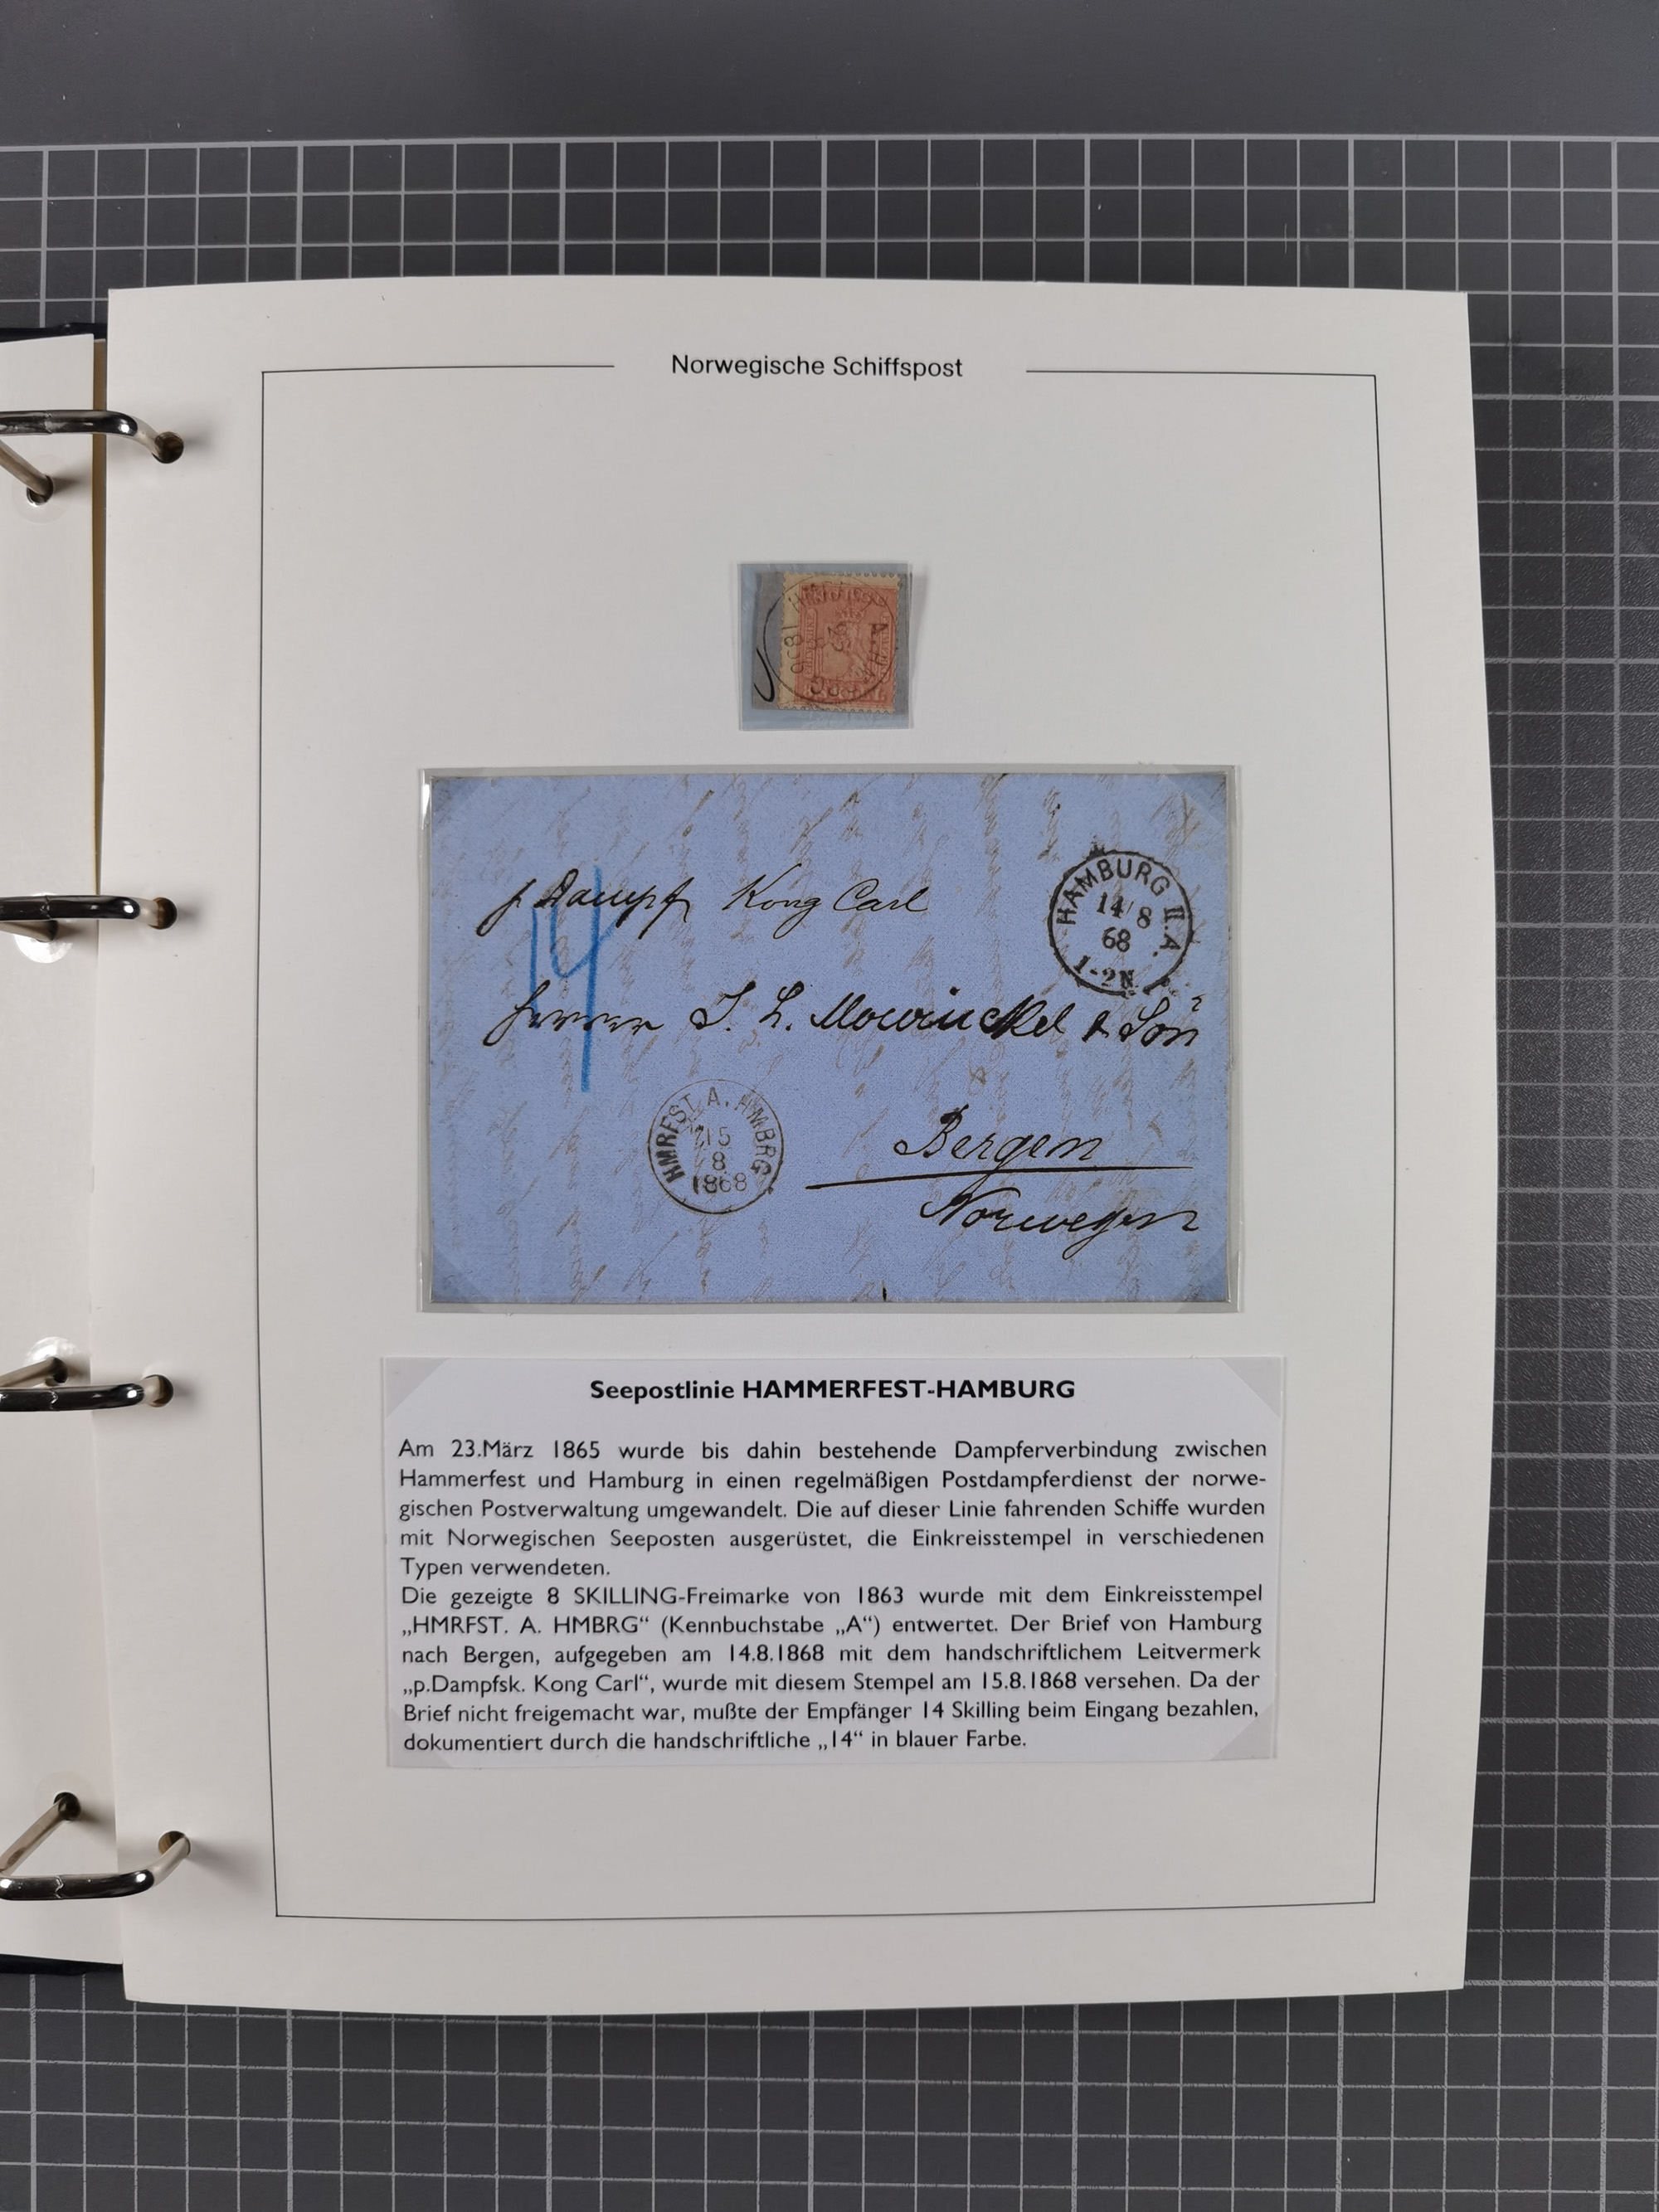 Norwegische Schiffspost
p Dampfs Kong Carl
HAMBURG II. A.
14/8
68
1-2N.
14
Herren J. L. Mowinckel & Son
HMRFST. A. HMBRG
15
8
1868
Bergen
Norwegen
Seepostlinie HAMMERFEST-HAMBURG
Am 23.März 1865 wurde bis dahin bestehende Dampferverbindung zwischen
Hammerfest und Hamburg in einen regelmäßigen Postdampferdienst der norwe-
gischen Postverwaltung umgewandelt. Die auf dieser Linie fahrenden Schiffe wurden
mit Norwegischen Seeposten ausgerüstet, die Einkreisstempel in verschiedenen
Typen verwendeten.
Die gezeigte 8 SKILLING-Freimarke von 1863 wurde mit dem Einkreisstempel
„HMRFST. A. HMBRG“ (Kennbuchstabe „A“) entwertet. Der Brief von Hamburg
nach Bergen, aufgegeben am 14.8.1868 mit dem handschriftlichem Leitvermerk
„p.Dampfsk. Kong Carl“, wurde mit diesem Stempel am 15.8.1868 versehen. Da der
Brief nicht freigemacht war, mußte der Empfänger 14 Skilling beim Eingang bezahlen,
dokumentiert durch die handschriftliche „14“ in blauer Farbe.